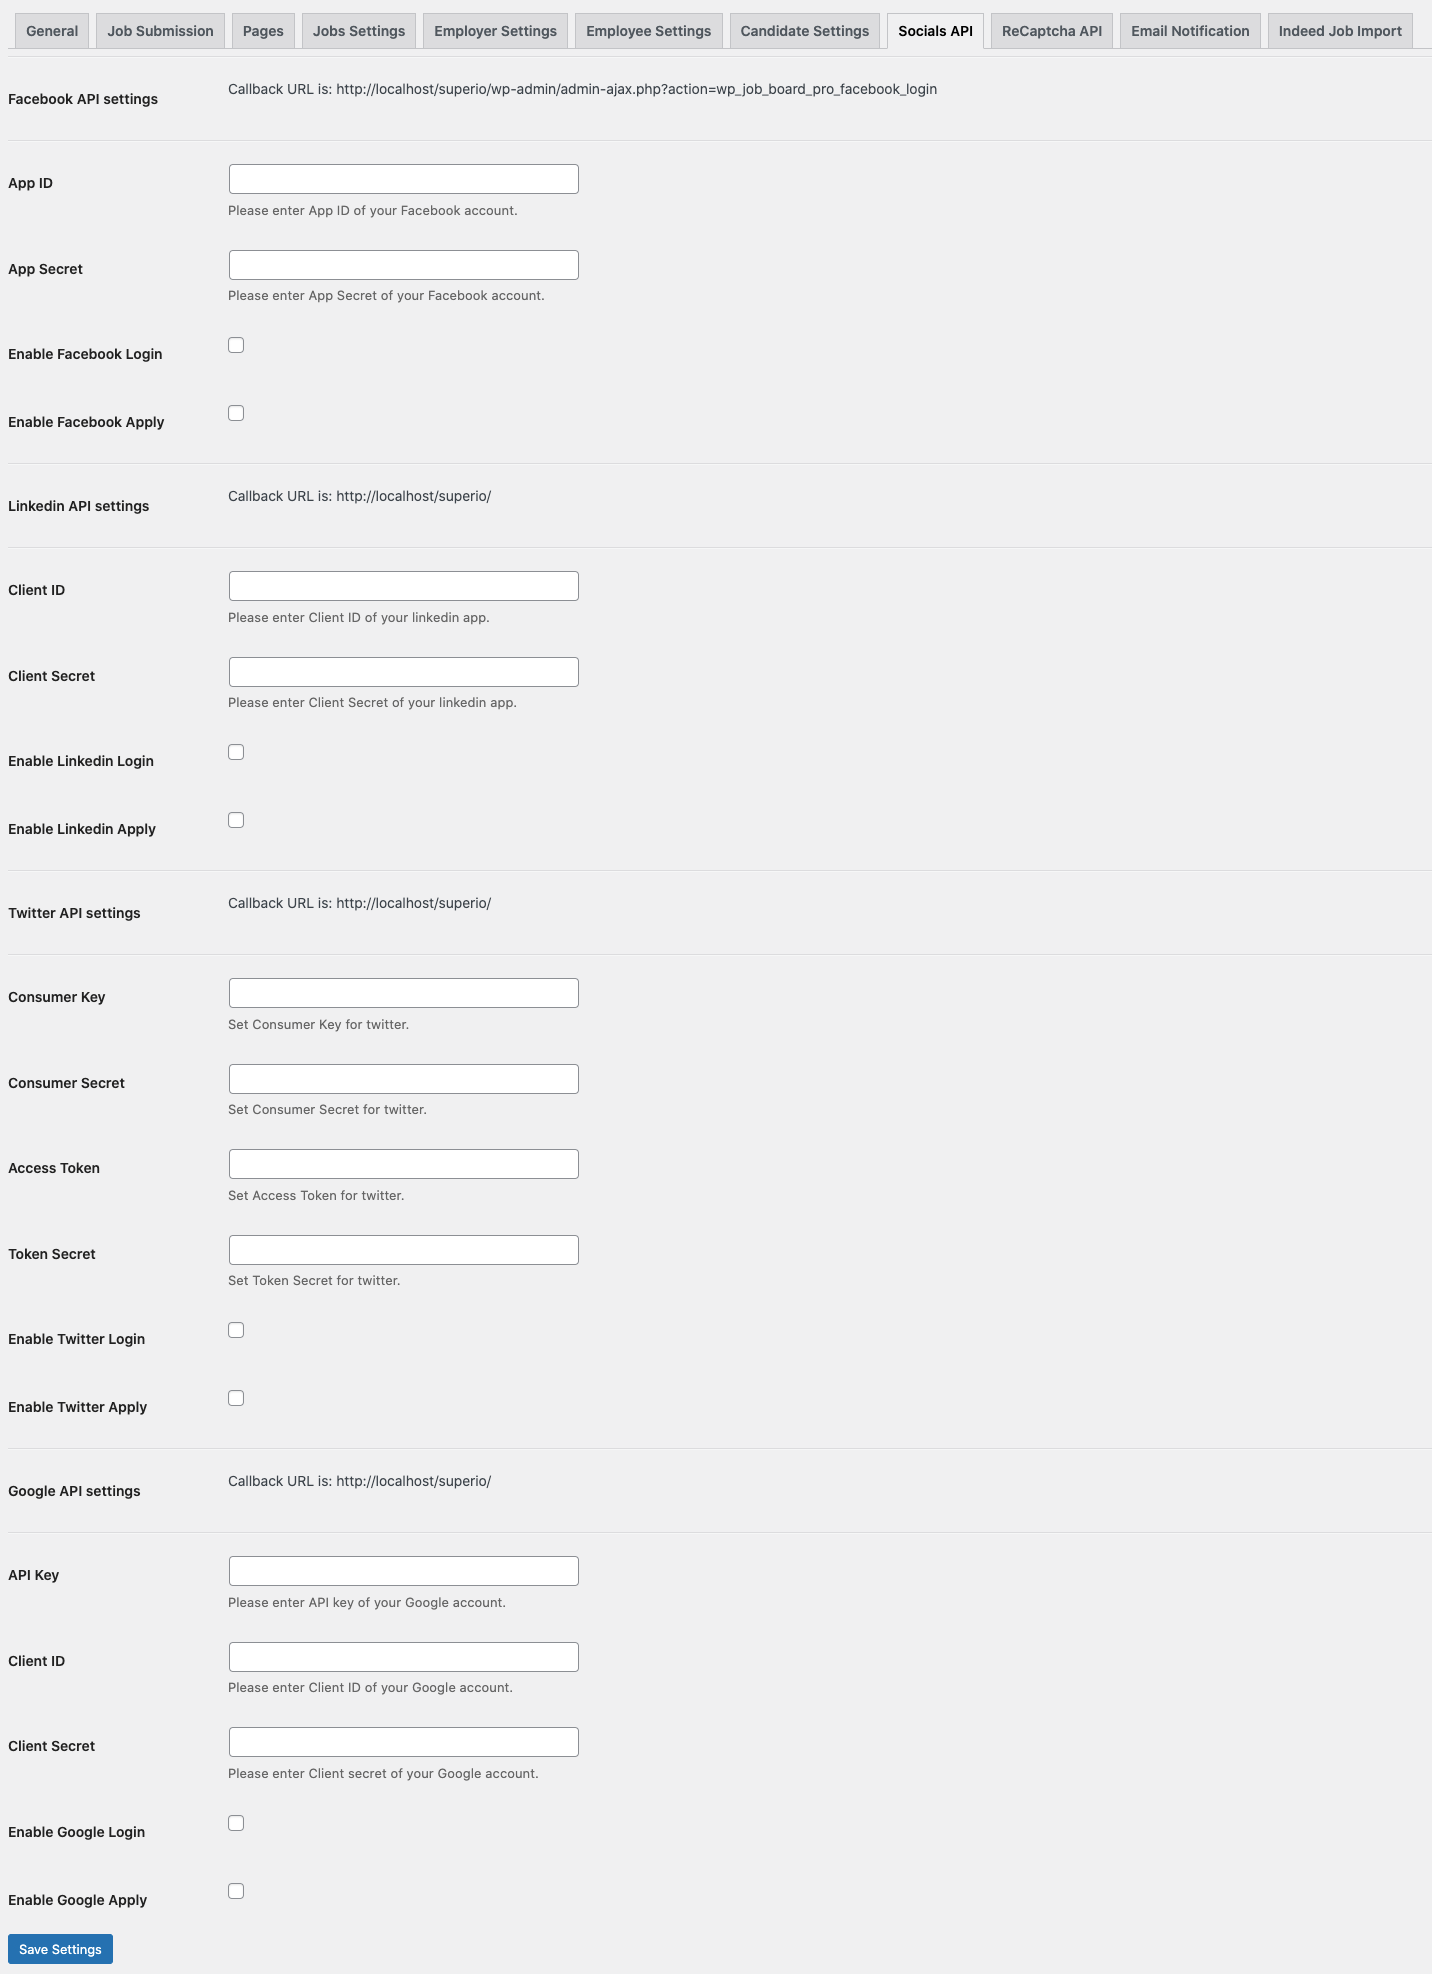 General Job Submission Pages Jobs Settings Employer Settings Employee Settings Candidate Settings Socials API ReCaptcha API Email Notification Indeed Job Import
Facebook API settings Callback URL is: http://localhost/superio/wp-admin/admin-ajax.php?action=wp_job_board_pro_facebook_login
App ID
Please enter App ID of your Facebook account.
App Secret
Please enter App Secret of your Facebook account.
Enable Facebook Login
Enable Facebook Apply
Linkedin API settings Callback URL is: http://localhost/superio/
Client ID
Please enter Client ID of your linkedin app.
Client Secret
Please enter Client Secret of your linkedin app.
Enable Linkedin Login
Enable Linkedin Apply
Twitter API settings Callback URL is: http://localhost/superio/
Consumer Key
Set Consumer Key for twitter.
Consumer Secret
Set Consumer Secret for twitter.
Access Token
Set Access Token for twitter.
Token Secret
Set Token Secret for twitter.
Enable Twitter Login
Enable Twitter Apply
Google API settings Callback URL is: http://localhost/superio/
API Key
Please enter API key of your Google account.
Client ID
Please enter Client ID of your Google account.
Client Secret
Please enter Client secret of your Google account.
Enable Google Login
Enable Google Apply
Save Settings